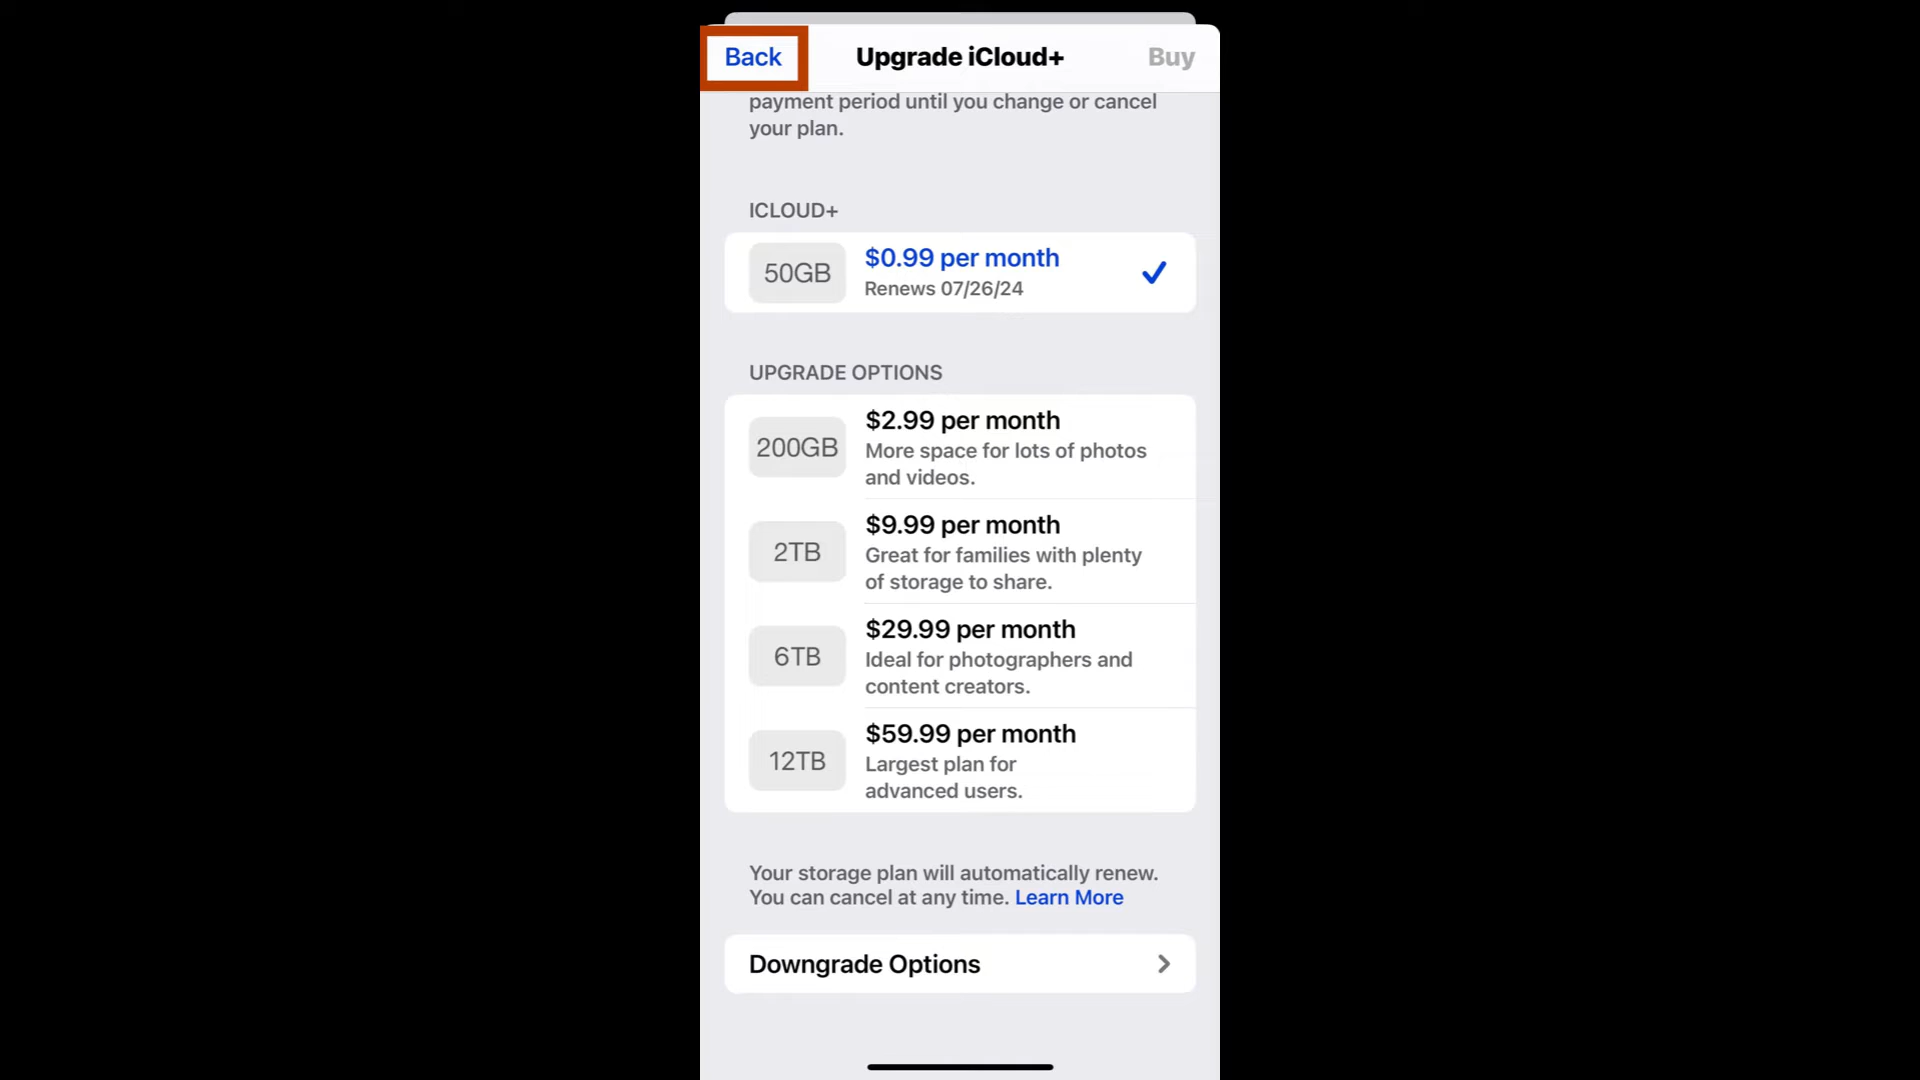 Back
Upgrade iCloud+
Buy
payment period until you change or cancel
your plan.
ICLOUD+
50GB
$0.99 per month
Renews 07/26/24
UPGRADE OPTIONS
200GB
$2.99 per month
More space for lots of photos
and videos.
2TB
$9.99 per month
Great for families with plenty
of storage to share.
6TB
$29.99 per month
Ideal for photographers and
content creators.
12TB
$59.99 per month
Largest plan for
advanced users.
Your storage plan will automatically renew.
You can cancel at any time. Learn More
Downgrade Options